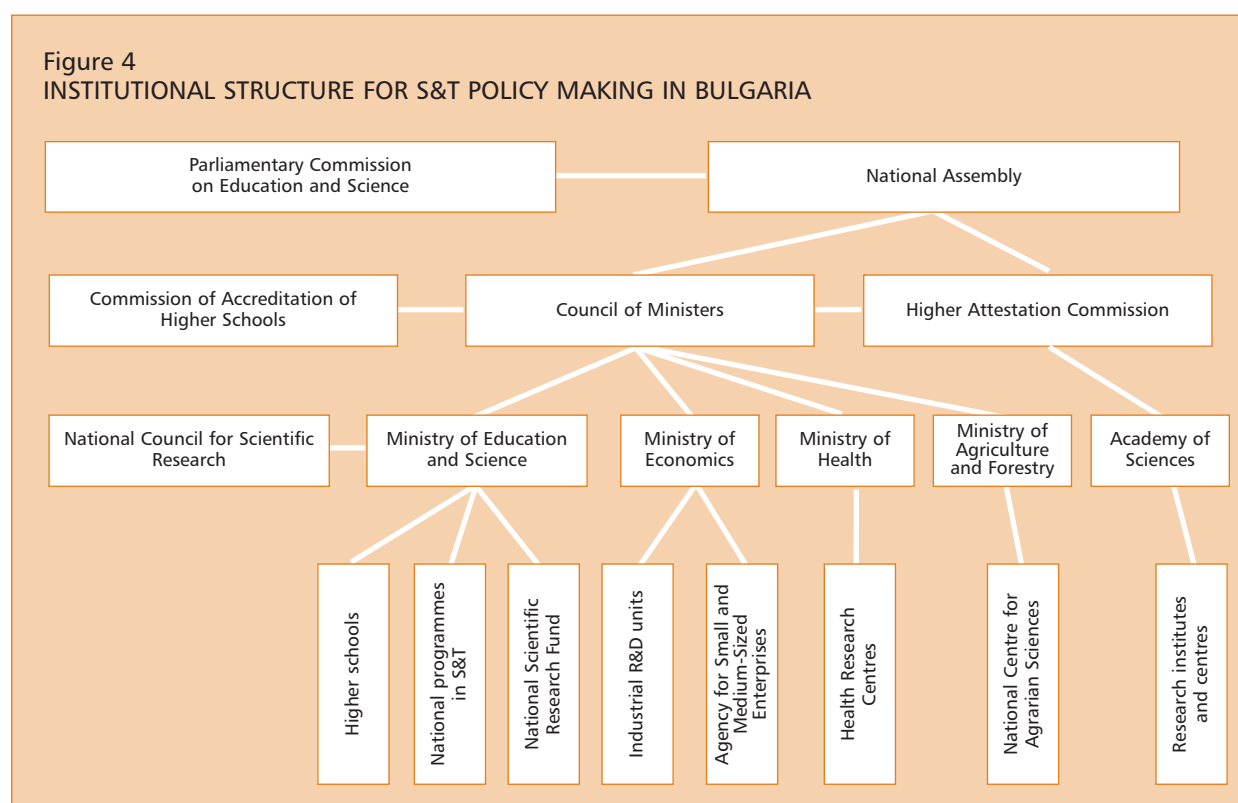 Figure 4
INSTITUTIONAL STRUCTURE FOR S&T POLICY MAKING IN BULGARIA
Parliamentary Commission
on Education and Science
National Assembly
Commission of Accreditation of
Higher Schools
Council of Ministers
Higher Attestation Commission
National Council for Scientific
Research
Ministry of Education
and Science
Ministry of
Economics
Ministry of
Health
Ministry of
Agriculture
and Forestry
Academy of
Sciences
Higher schools
National programmes
in S&T
National Scientific
Research Fund
Industrial R&D units
Agency for Small and
Medium-Sized
Enterprises
Health Research
Centres
National Centre for
Agrarian Sciences
Research institutes
and centres